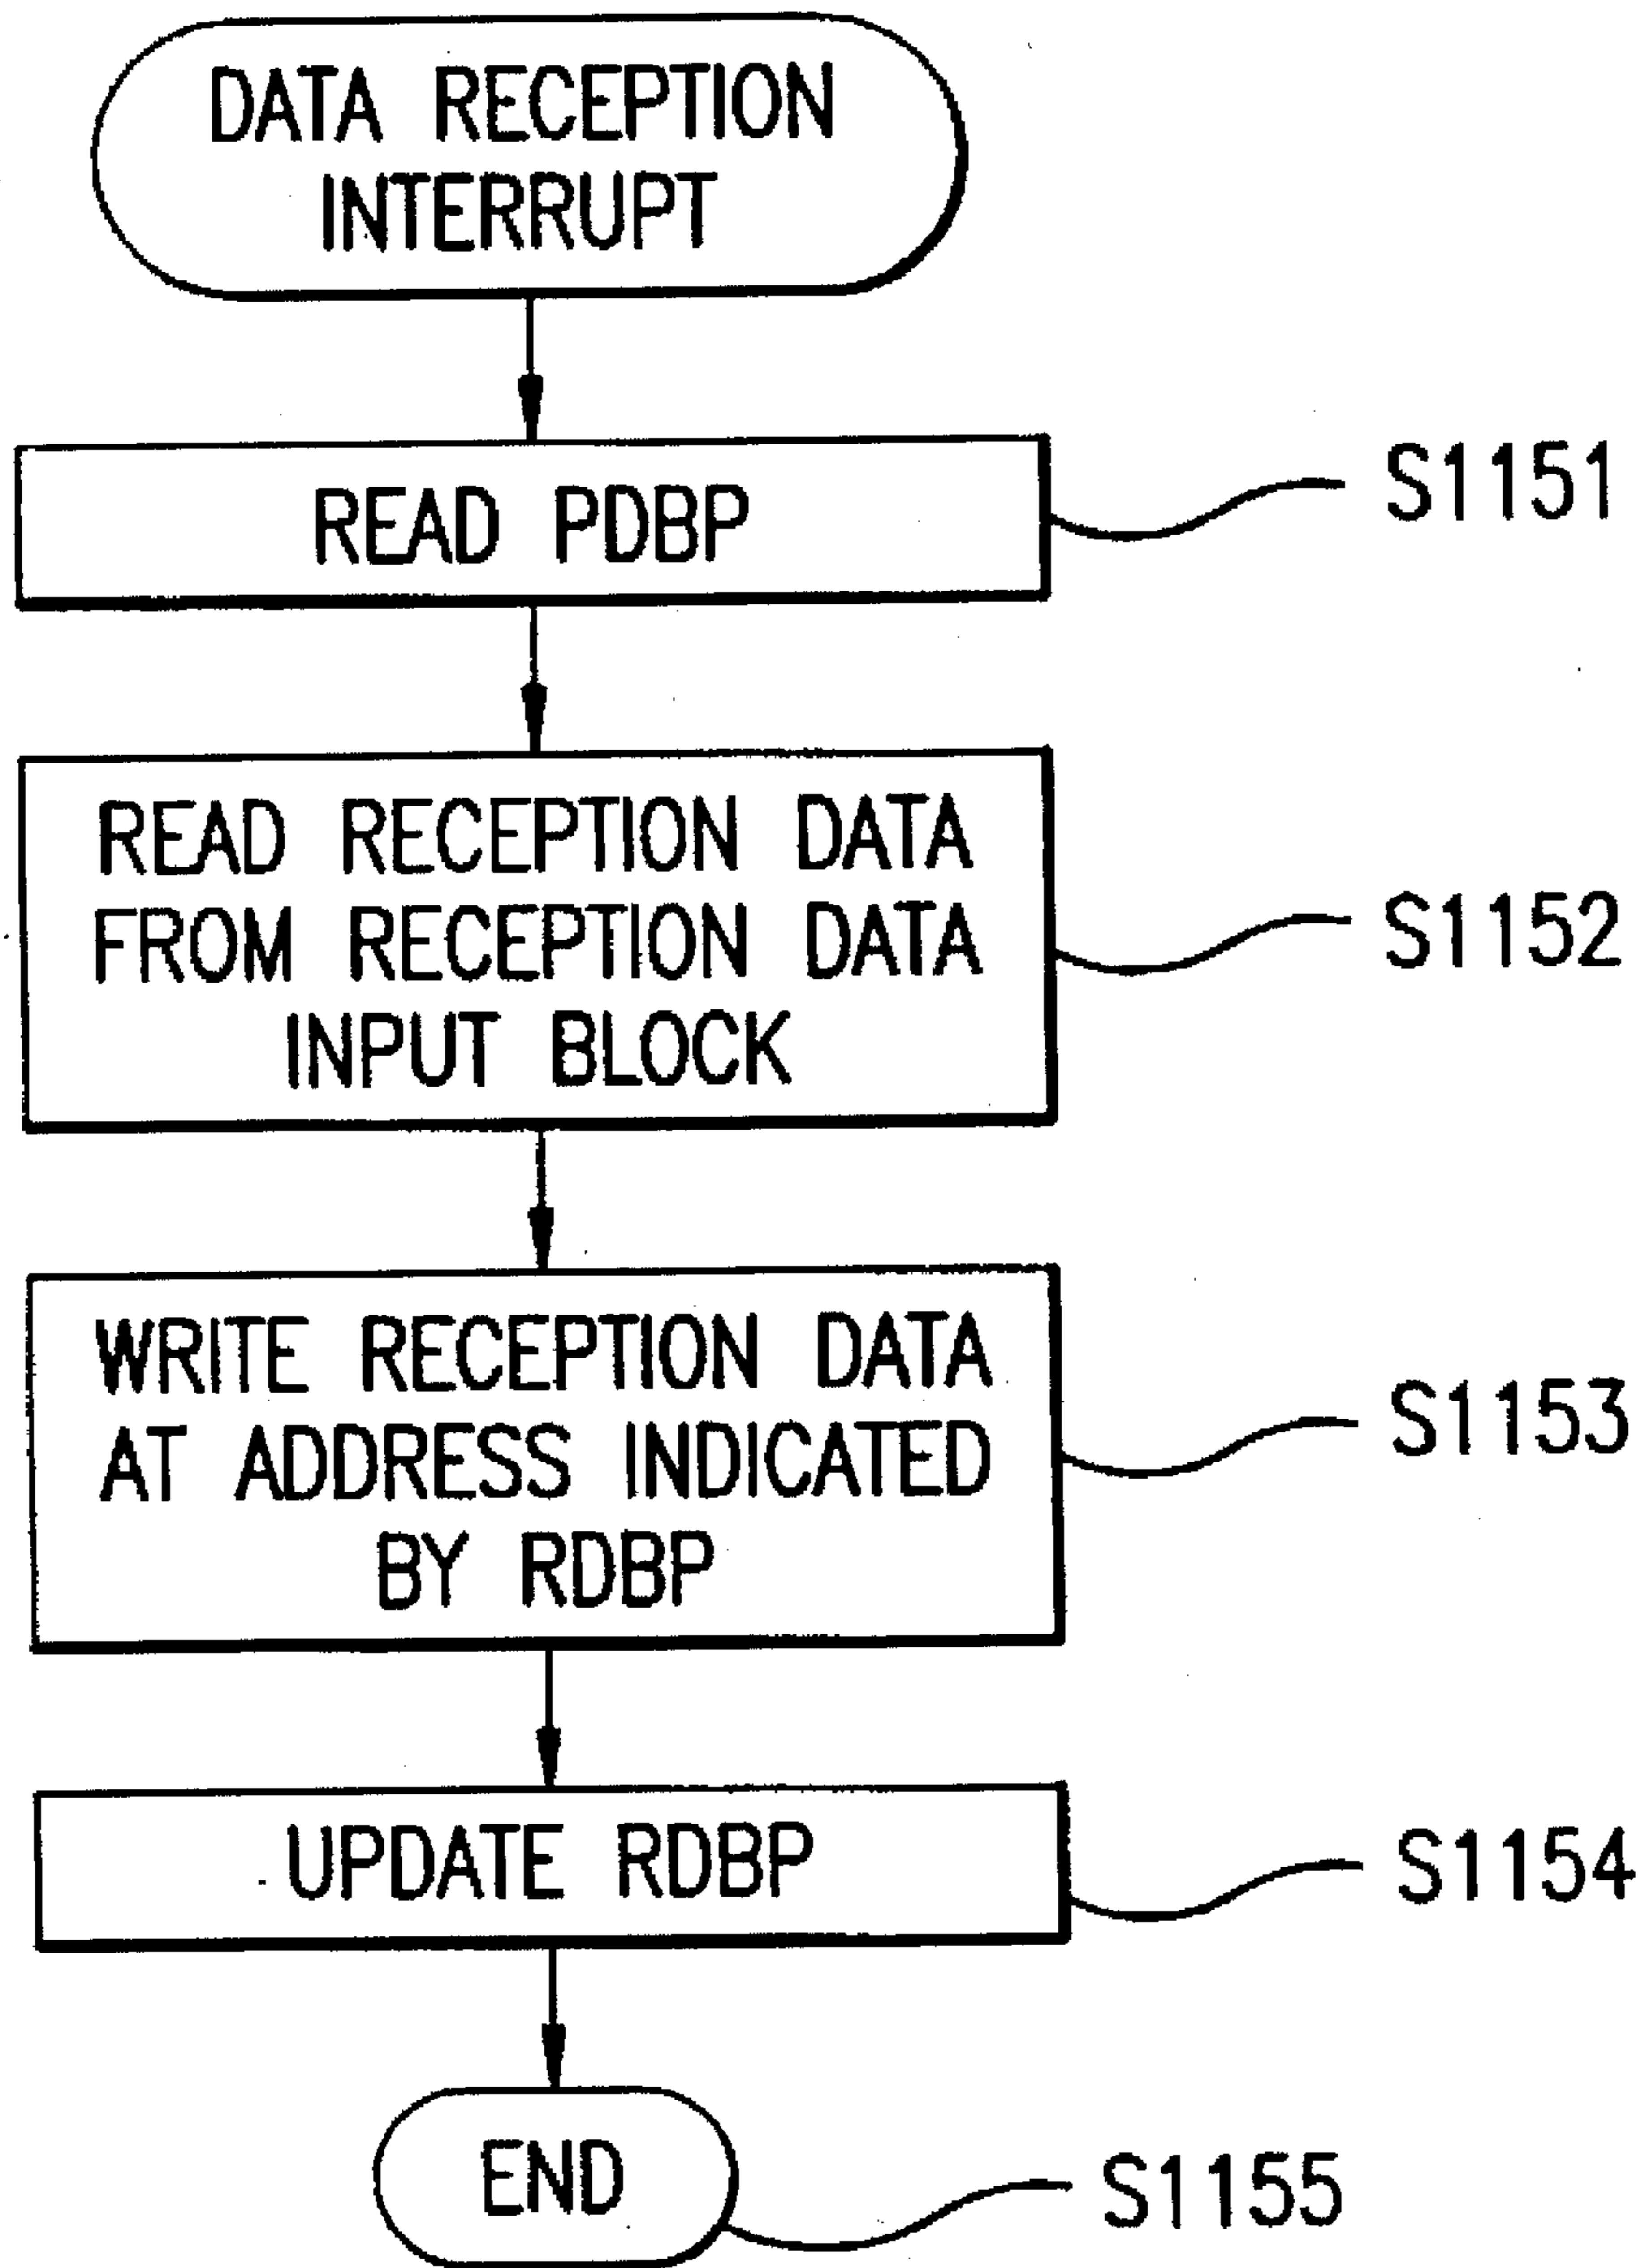 DATA RECEPTION
INTERRUPT
READ PDBP
S1151
READ RECEPTION DATA
FROM RECEPTION DATA
INPUT BLOCK
S1152
WRITE RECEPTION DATA
AT ADDRESS INDICATED
BY RDBP
S1153
UPDATE RDBP
S1154
END
S1155